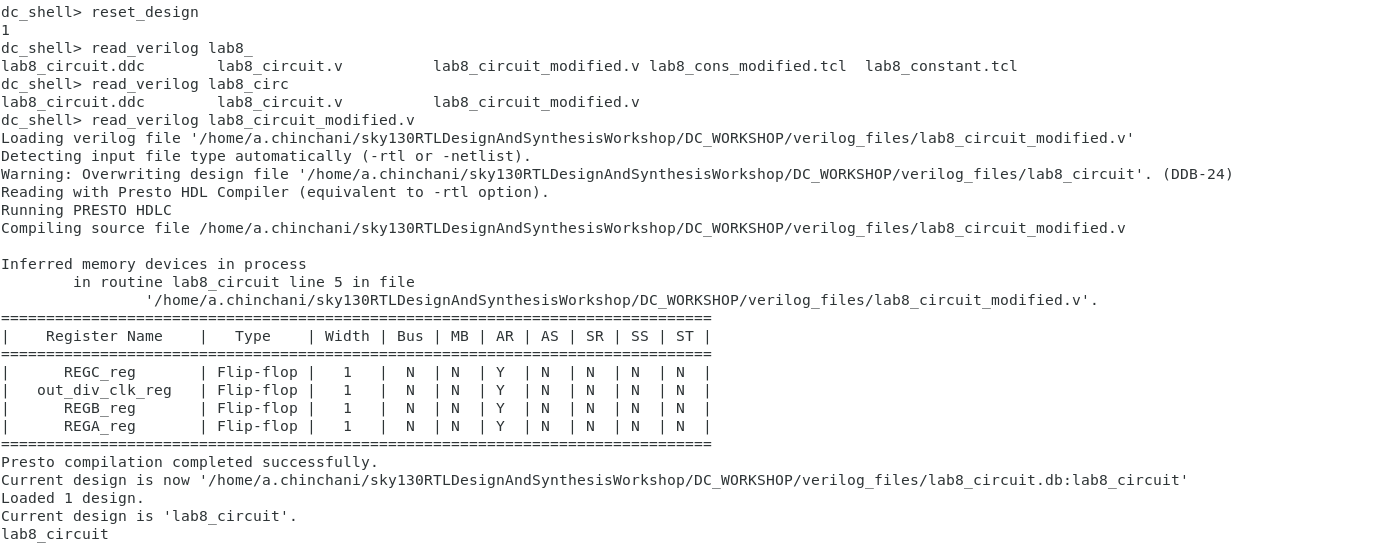 dc_shell> reset_design
1
dc_shell> read_verilog lab8_
lab8_circuit.ddc        lab8_circuit.v          lab8_circuit_modified.v lab8_cons_modified.tcl  lab8_constant.tcl
dc_shell> read_verilog lab8_circ
lab8_circuit.ddc        lab8_circuit.v          lab8_circuit_modified.v
dc_shell> read_verilog lab8_circuit_modified.v
Loading verilog file '/home/a.chinchani/sky130RTLDesignAndSynthesisWorkshop/DC_WORKSHOP/verilog_files/lab8_circuit_modified.v'
Detecting input file type automatically (-rtl or -netlist).
Warning: Overwriting design file '/home/a.chinchani/sky130RTLDesignAndSynthesisWorkshop/DC_WORKSHOP/verilog_files/lab8_circuit'. (DDB-24)
Reading with Presto HDL Compiler (equivalent to -rtl option).
Running PRESTO HDLC
Compiling source file /home/a.chinchani/sky130RTLDesignAndSynthesisWorkshop/DC_WORKSHOP/verilog_files/lab8_circuit_modified.v

Inferred memory devices in process
        in routine lab8_circuit line 5 in file
                '/home/a.chinchani/sky130RTLDesignAndSynthesisWorkshop/DC_WORKSHOP/verilog_files/lab8_circuit_modified.v'.
===============================================================================
|    Register Name    |   Type    | Width | Bus | MB | AR | AS | SR | SS | ST |
===============================================================================
|      REGC_reg       | Flip-flop |   1   |  N  | N  | Y  | N  | N  | N  | N  |
|   out_div_clk_reg   | Flip-flop |   1   |  N  | N  | Y  | N  | N  | N  | N  |
|      REGB_reg       | Flip-flop |   1   |  N  | N  | Y  | N  | N  | N  | N  |
|      REGA_reg       | Flip-flop |   1   |  N  | N  | Y  | N  | N  | N  | N  |
===============================================================================
Presto compilation completed successfully.
Current design is now '/home/a.chinchani/sky130RTLDesignAndSynthesisWorkshop/DC_WORKSHOP/verilog_files/lab8_circuit.db:lab8_circuit'
Loaded 1 design.
Current design is 'lab8_circuit'.
lab8_circuit